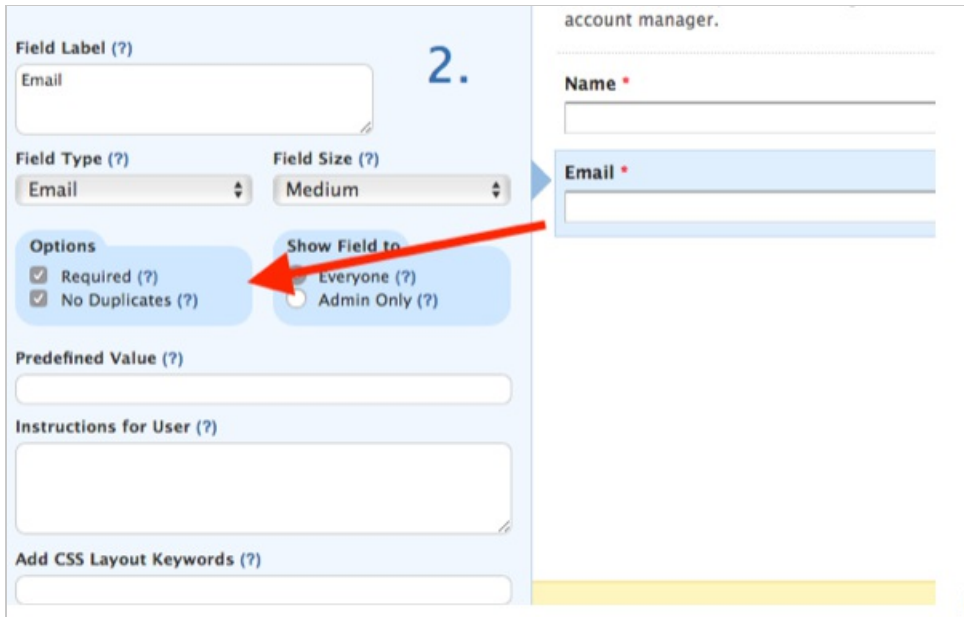 account manager.
Field Label (?)
2.
Email
Field Type (?) Field Size (?)
Email Medium
Options Show Field to
Required (?) Everyone (?)
No Duplicates (?) Admin Only (?)
Predefined Value (?)
Instructions for User (?)
Add CSS Layout Keywords (?)
Name *
Email *